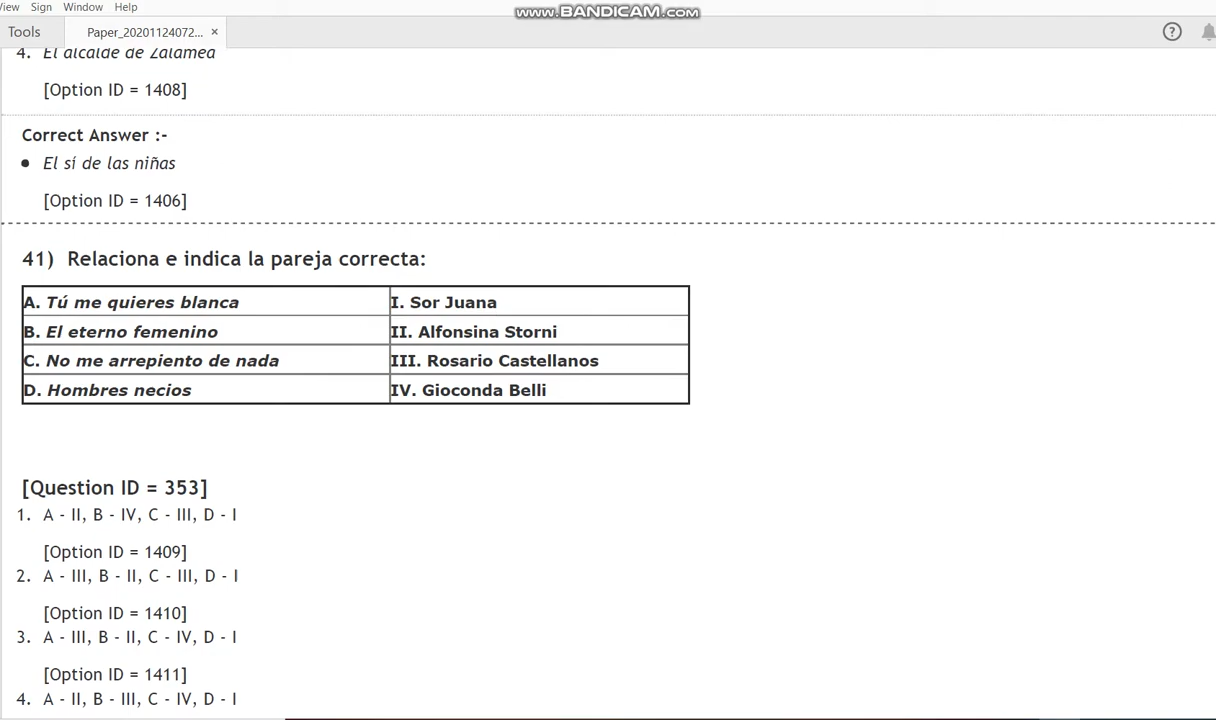 View Sign Window Help
www.BANDICAM.com
Tools Paper_20201124072... ×
?
4. El alcalde de Zalamea
[Option ID = 1408]
Correct Answer :-
• El sí de las niñas
[Option ID = 1406]
41) Relaciona e indica la pareja correcta:
A. Tú me quieres blanca I. Sor Juana
B. El eterno femenino II. Alfonsina Storni
C. No me arrepiento de nada III. Rosario Castellanos
D. Hombres necios IV. Gioconda Belli
[Question ID = 353]
1. A - II, B - IV, C - III, D - I
[Option ID = 1409]
2. A - III, B - II, C - III, D - I
[Option ID = 1410]
3. A - III, B - II, C - IV, D - I
[Option ID = 1411]
4. A - II, B - III, C - IV, D - I